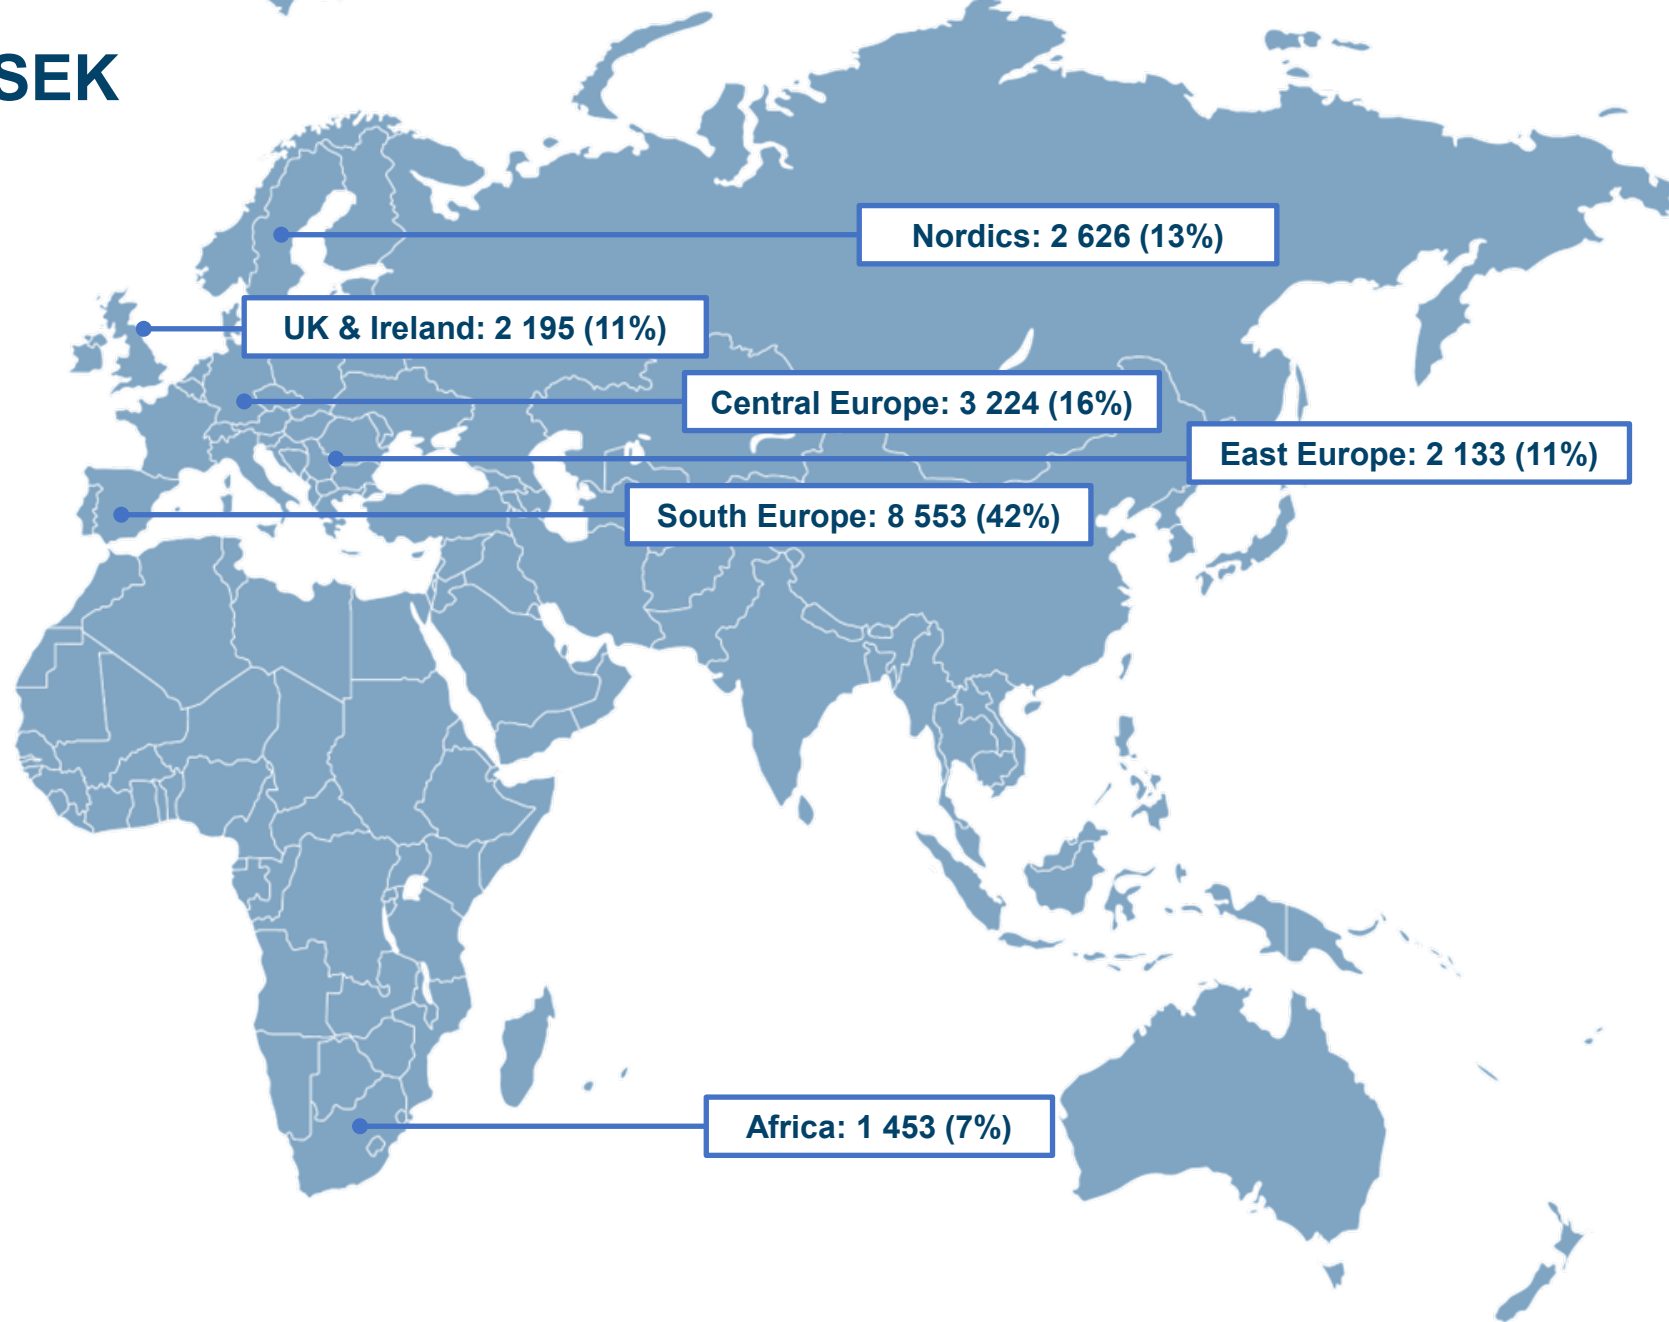 SEK
Nordics: 2 626 (13%)
UK & Ireland: 2 195 (11%)
Central Europe: 3 224 (16%)
East Europe: 2 133 (11%)
South Europe: 8 553 (42%)
Africa: 1 453 (7%)